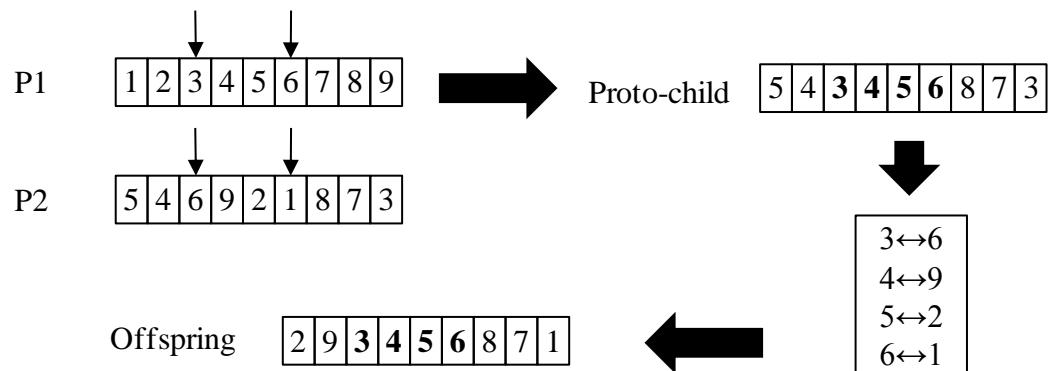 P1 1 2 3 4 5 6 7 8 9
Proto-child 5 4 3 4 5 6 8 7 3
P2 5 4 6 9 2 1 8 7 3
3↔6
4↔9
5↔2
6↔1
Offspring 2 9 3 4 5 6 8 7 1